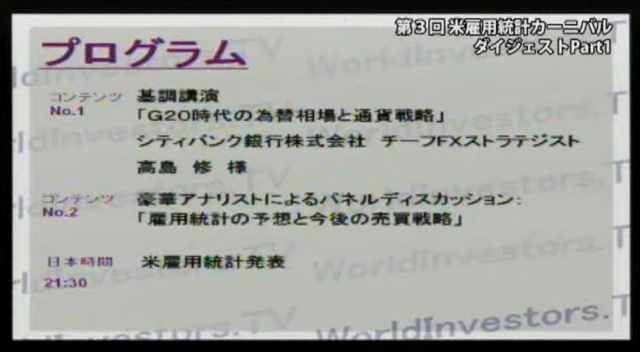 第3回 米雇用統計カーニバル
ダイジェストPart1
プログラム
コンテンツ No.1
基調講演
「G20時代の為替相場と通貨戦略」
シティバンク銀行株式会社 チーフFXストラテジスト
高島 修 様
コンテンツ No.2
豪華アナリストによるパネルディスカッション:
「雇用統計の予想と今後の売買戦略」
日本時間 21:30
米雇用統計発表
WorldInvestors.TV